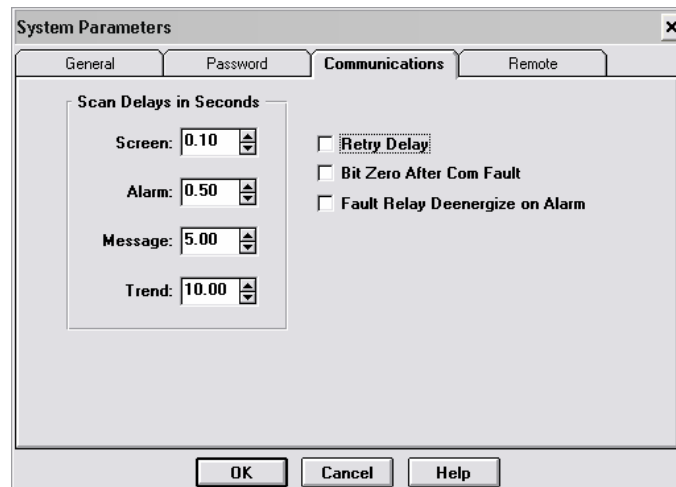 System Parameters
General Password Communications Remote
Scan Delays in Seconds
Screen: 0.10
Alarm: 0.50
Message: 5.00
Trend: 10.00
Retry Delay
Bit Zero After Com Fault
Fault Relay Deenergize on Alarm
OK Cancel Help